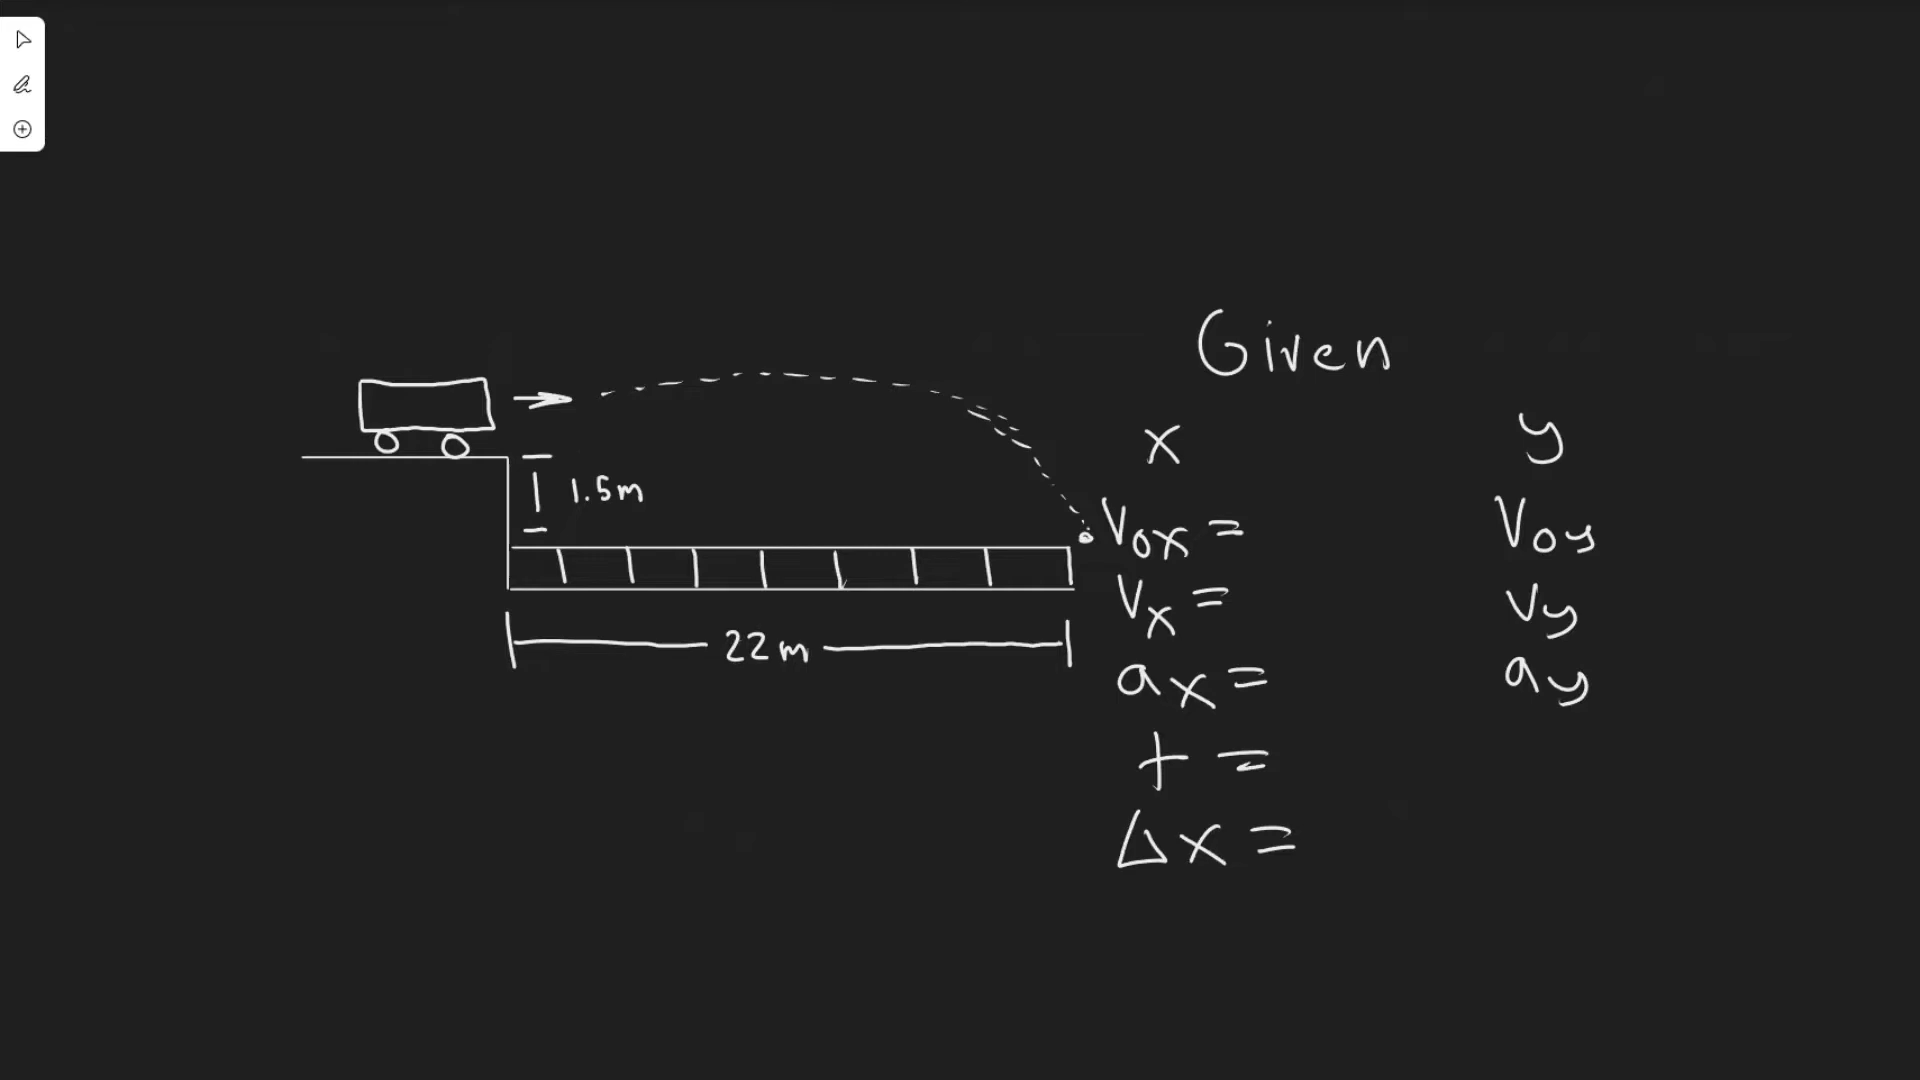 Given
x y
1.5m
Vox = Voy
Vx = Vy
22m
ax = ay
t =
Δx =